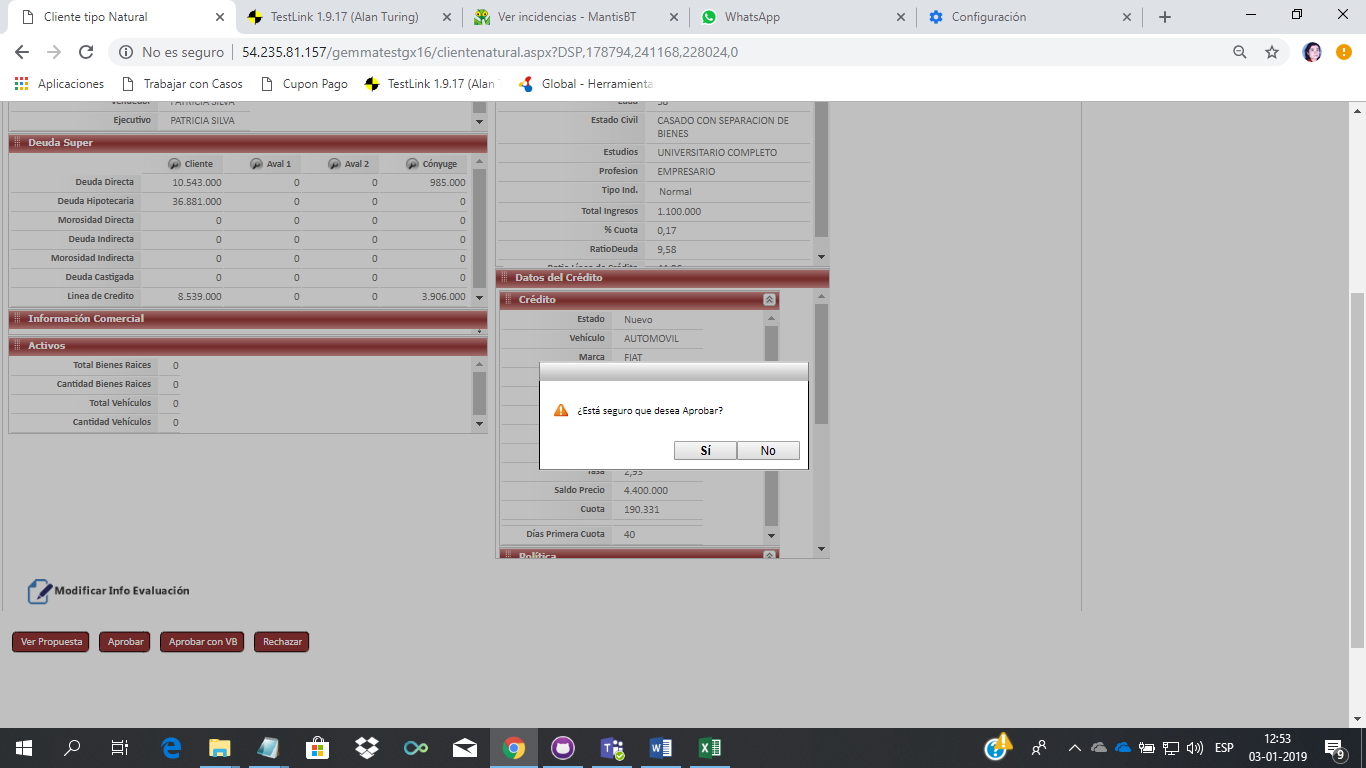 Cliente tipo Natural
TestLink 1.9.17 (Alan Turing)
Ver incidencias - MantisBT
WhatsApp
Configuración
No es seguro
54.235.81.157/gemmatestgx16/clientenatural.aspx?DSP,178794,241168,228024,0
Aplicaciones
Trabajar con Casos
Cupon Pago
TestLink 1.9.17 (Alan
Global - Herramienta
Vendedor PATRICIA SILVA
Ejecutivo PATRICIA SILVA
Deuda Super
Cliente Aval 1 Aval 2 Cónyuge
Deuda Directa 10.543.000 0 0 985.000
Deuda Hipotecaria 36.881.000 0 0 0
Morosidad Directa 0 0 0 0
Deuda Indirecta 0 0 0 0
Morosidad Indirecta 0 0 0 0
Deuda Castigada 0 0 0 0
Linea de Credito 8.539.000 0 0 3.906.000
Información Comercial
Activos
Total Bienes Raices 0
Cantidad Bienes Raices 0
Total Vehículos 0
Cantidad Vehículos 0
Estado Civil CASADO CON SEPARACION DE
BIENES
Estudios UNIVERSITARIO COMPLETO
Profesion EMPRESARIO
Tipo Ind. Normal
Total Ingresos 1.100.000
% Cuota 0,17
RatioDeuda 9,58
Datos del Crédito
Crédito
Estado Nuevo
Vehículo AUTOMOVIL
Marca FIAT
¿Está seguro que desea Aprobar?
Sí No
Tasa 2,95
Saldo Precio 4.400.000
Cuota 190.331
Días Primera Cuota 40
Política
Modificar Info Evaluación
Ver Propuesta
Aprobar
Aprobar con VB
Rechazar
ESP
12:53
03-01-2019
9